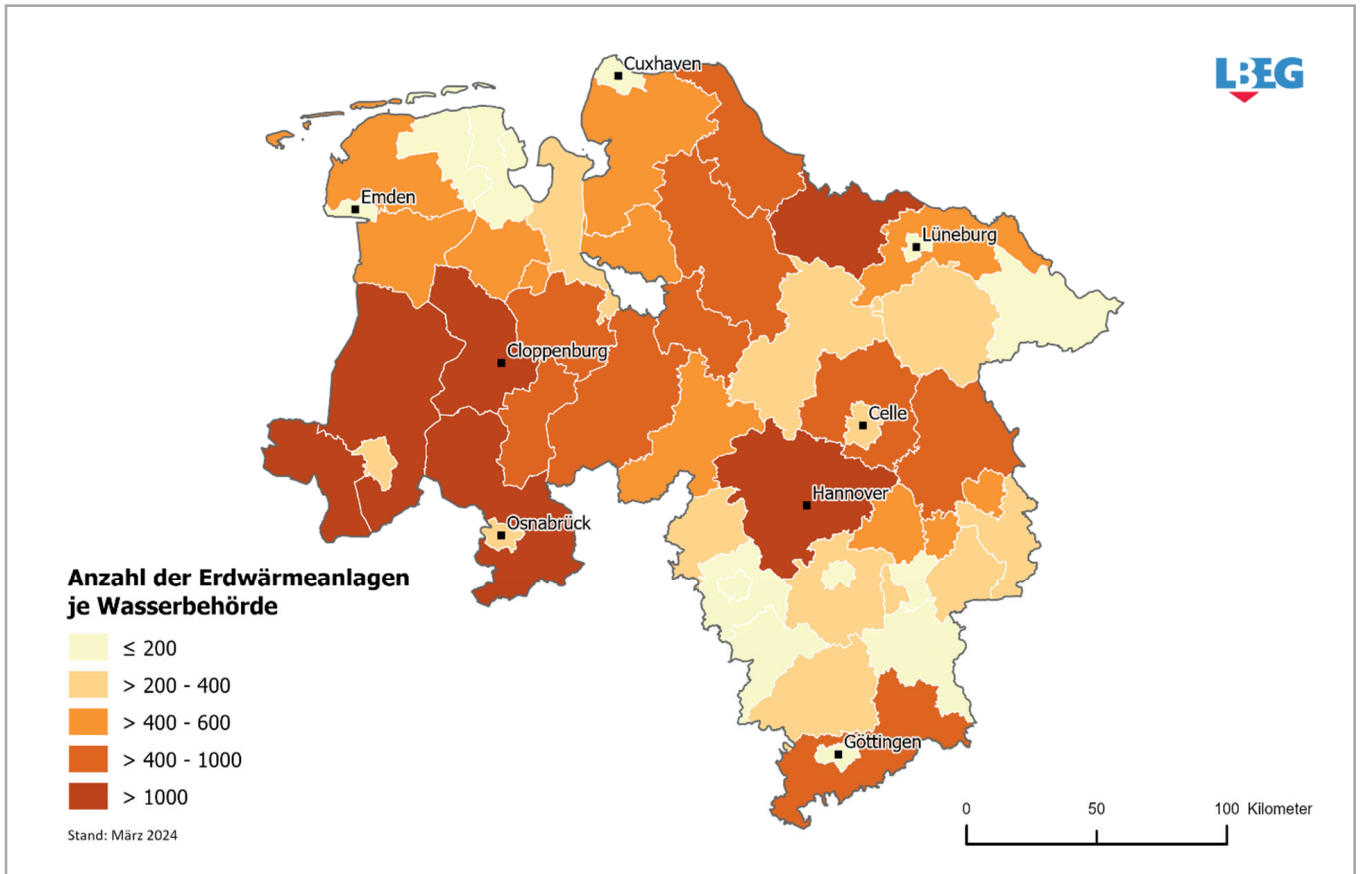 Cuxhaven
LBEG
Emden
Lüneburg
Cloppenburg
Celle
Hannover
Osnabrück
Göttingen
Anzahl der Erdwärmeanlagen
je Wasserbehörde
≤ 200
> 200 - 400
> 400 - 600
> 400 - 1000
> 1000
Stand: März 2024
0 50 100 Kilometer